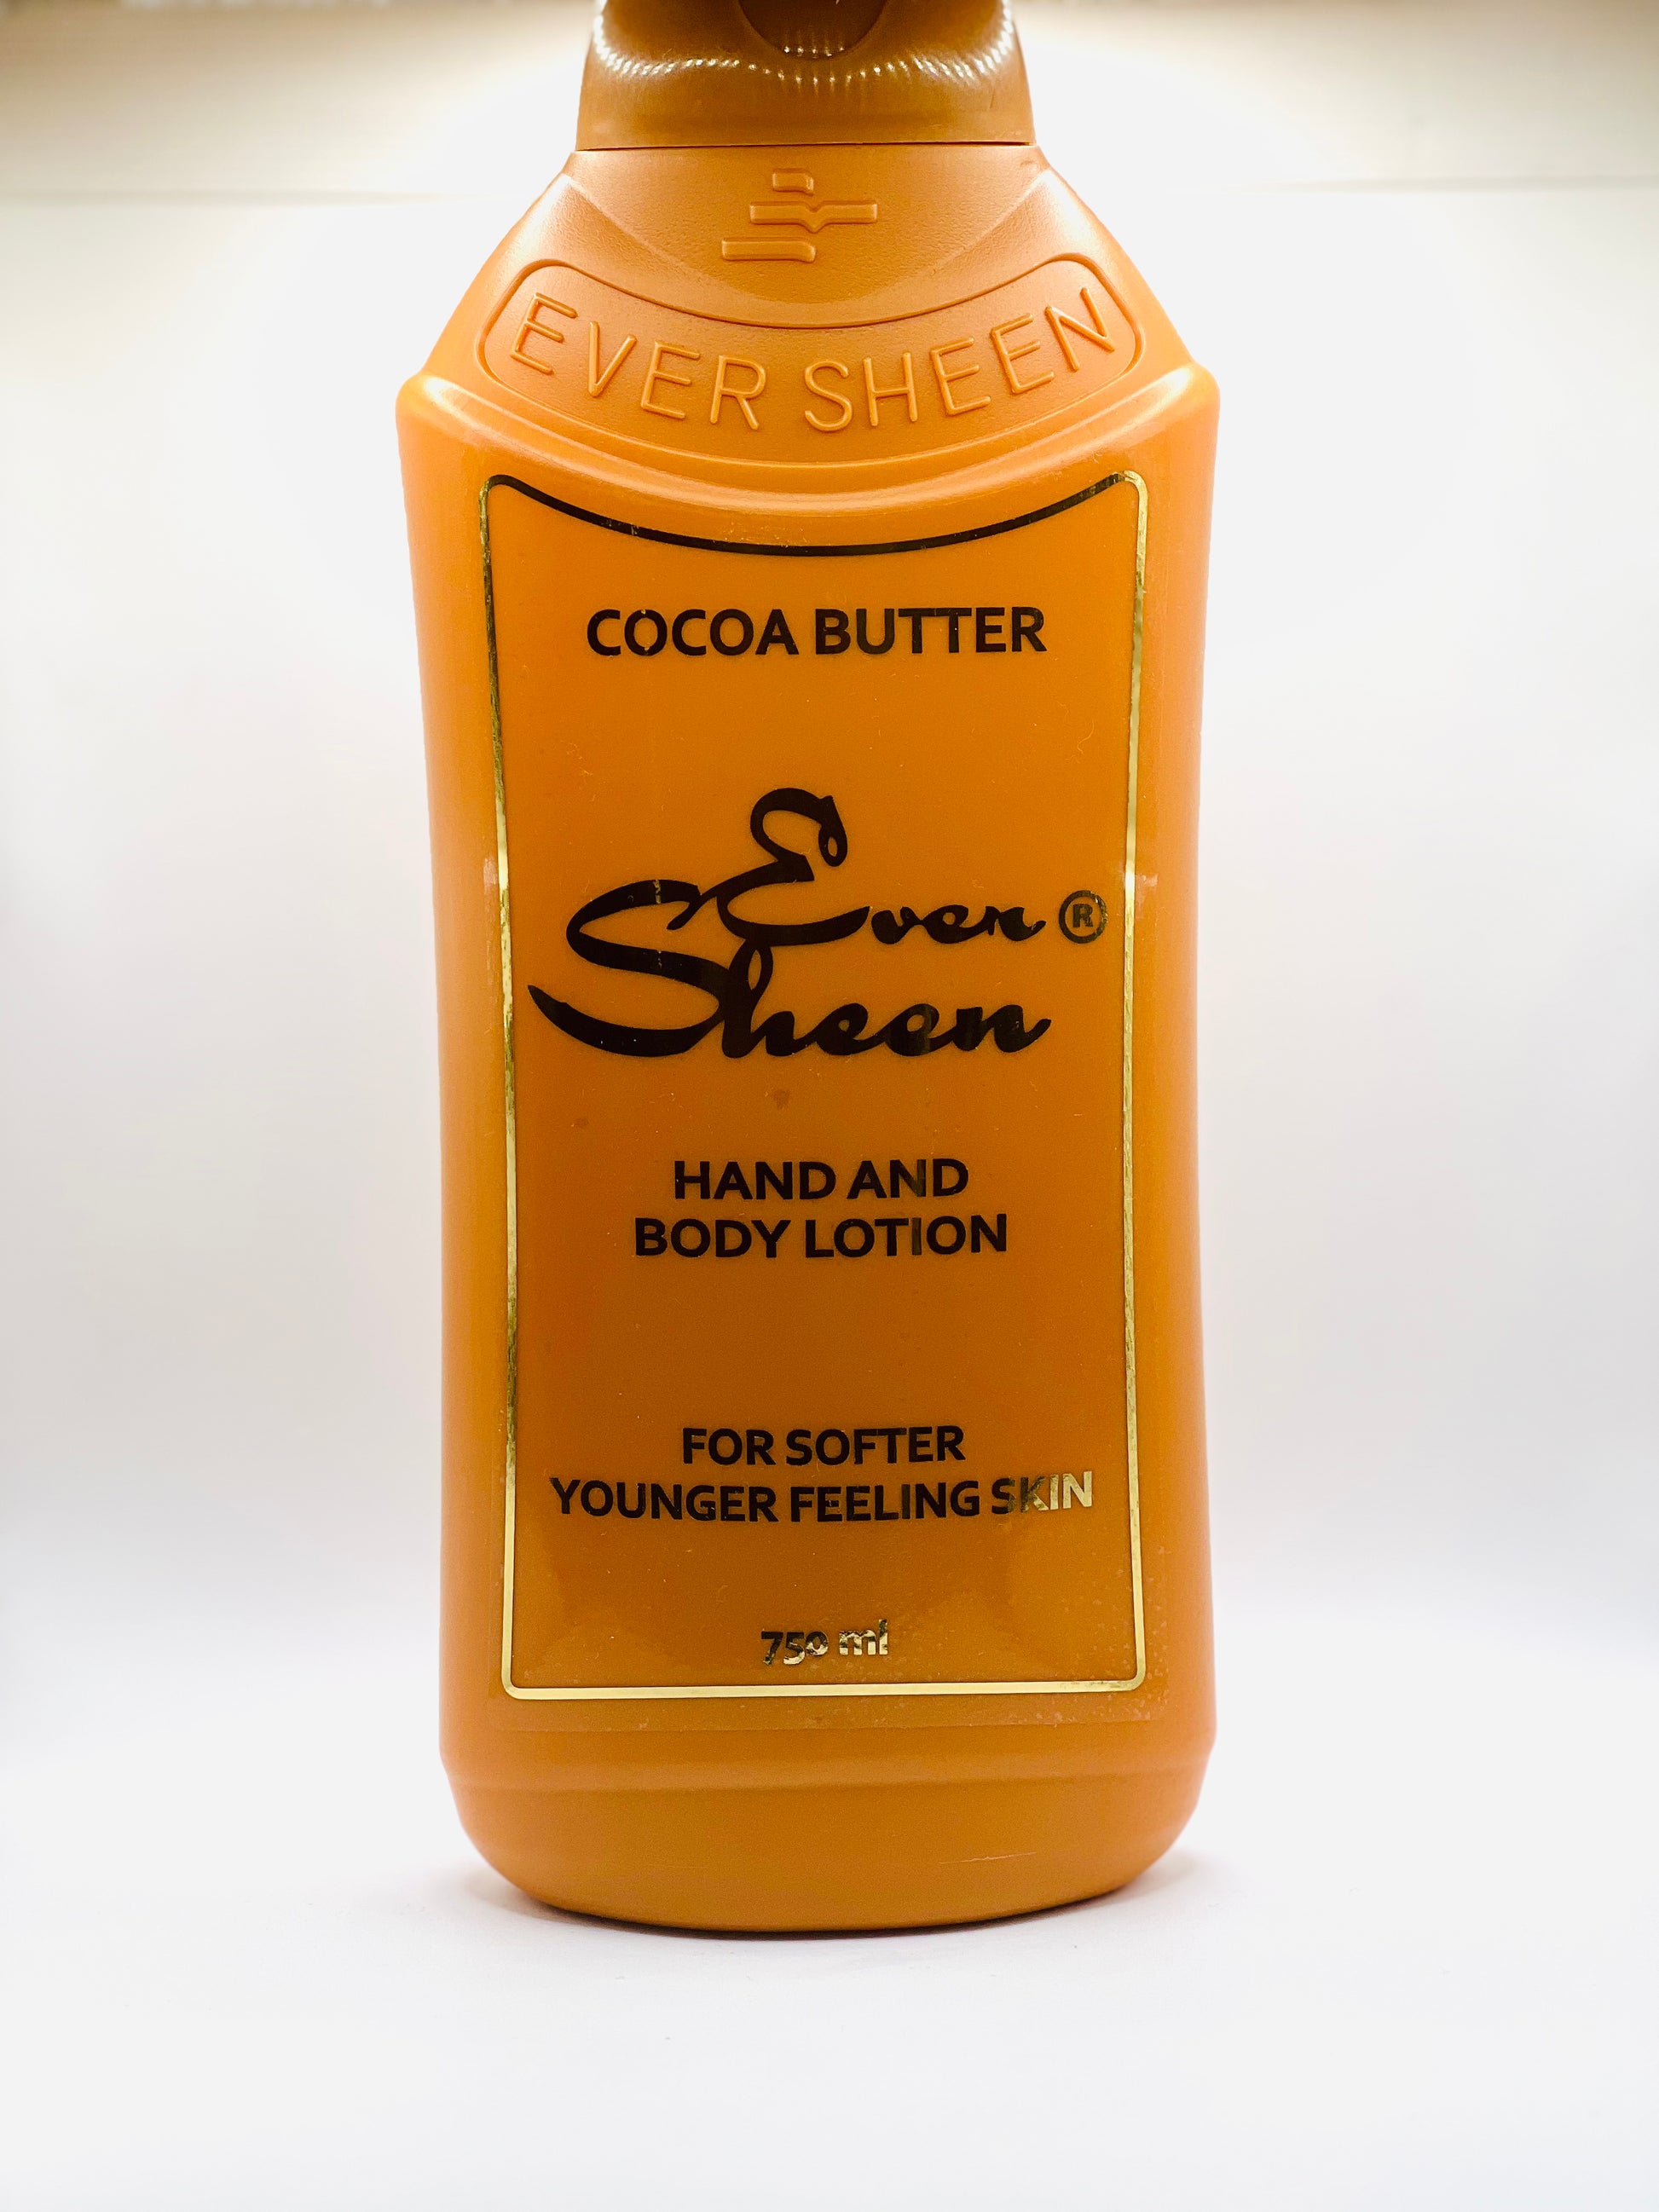 EVER SHEEN
COCOA BUTTER
Ever ®
Sheen
HAND AND
BODY LOTION
FOR SOFTER
YOUNGER FEELING SKIN
750 ml